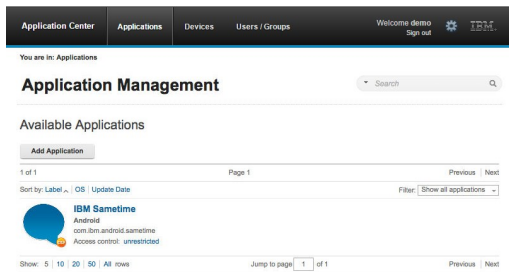 Application Center Applications Devices Users / Groups Welcome demo IBM.
Sign out
You are in: Applications
Application Management
Search
Available Applications
Add Application
1 of 1 Page 1 Previous Next
Sort by: Label OS Update Date Filter: Show all applications
IBM Sametime
Android
com.ibm.android.sametime
Access control: unrestricted
Show: 5 10 20 50 All rows Jump to page 1 of 1 Previous Next